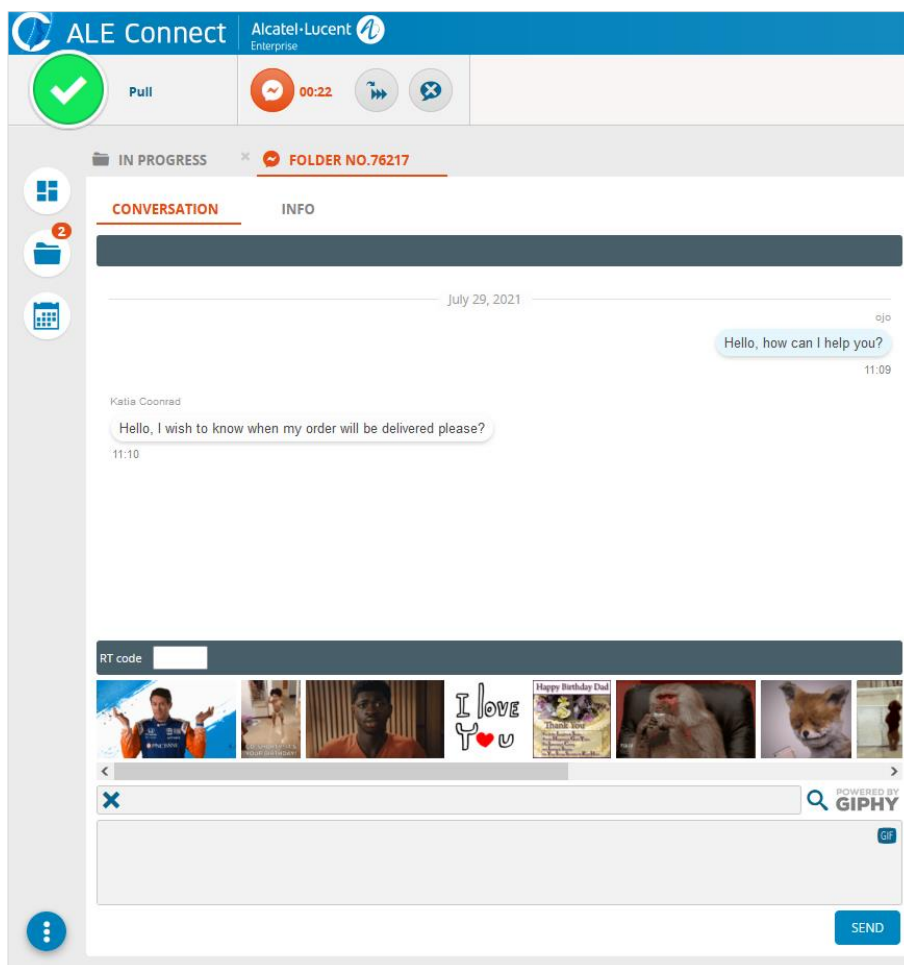 ALE Connect
Alcatel·Lucent
Enterprise
Pull
00:22
IN PROGRESS
FOLDER NO.76217
CONVERSATION INFO
2
July 29, 2021
ojo
Hello, how can I help you?
11:09
Katia Coonrad
Hello, I wish to know when my order will be delivered please?
11:10
RT code
I love
You
Happy Birthday Dad
Thank You
POWERED BY
GIPHY
GIF
SEND